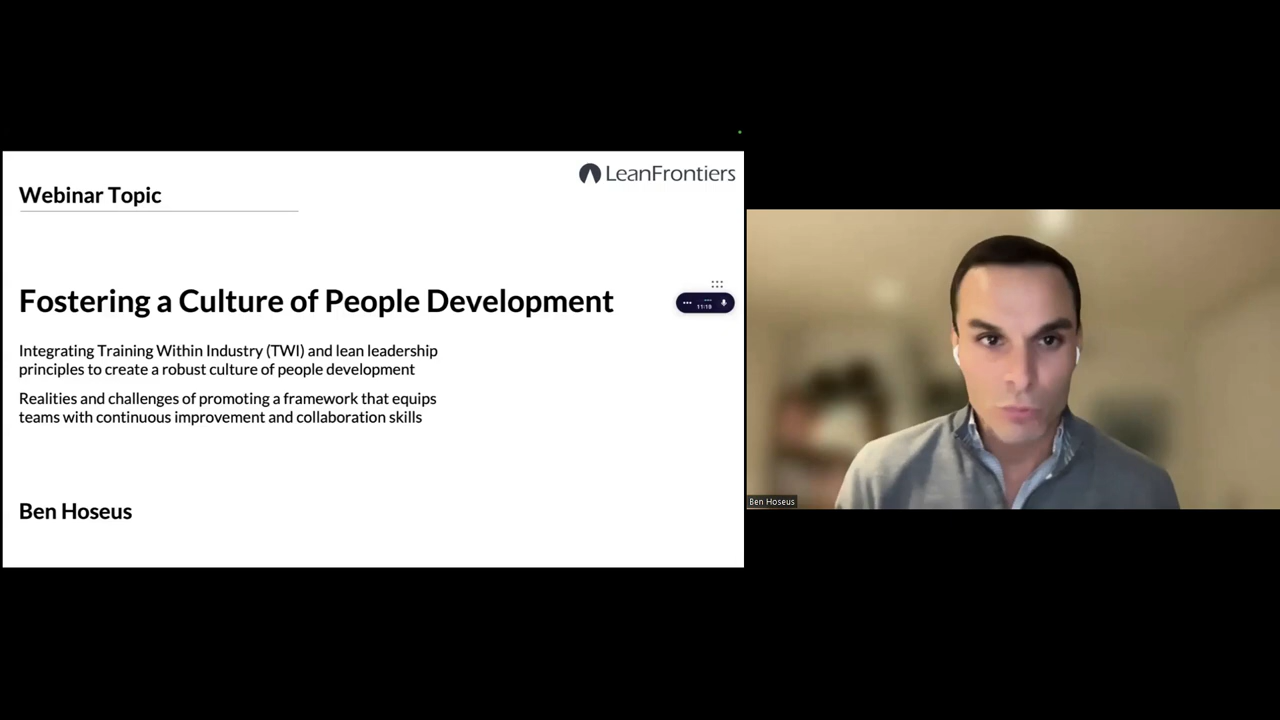 LeanFrontiers
Webinar Topic
Fostering a Culture of People Development
11:19
Integrating Training Within Industry (TWI) and lean leadership
principles to create a robust culture of people development
Realities and challenges of promoting a framework that equips
teams with continuous improvement and collaboration skills
Ben Hoseus
Ben Hoseus